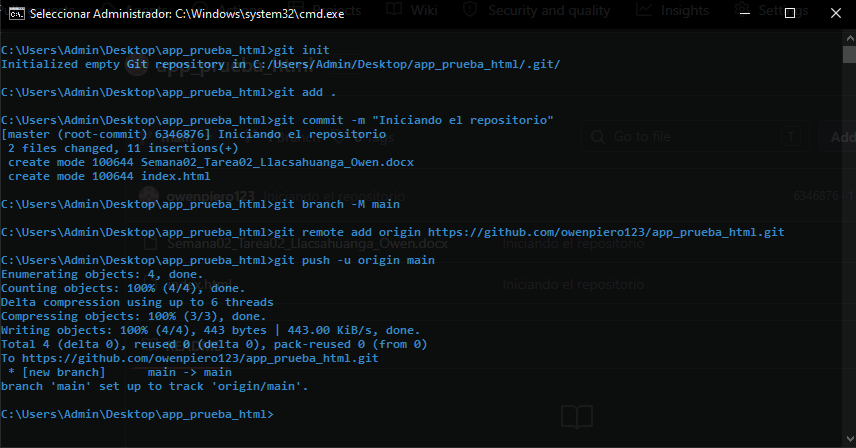 Seleccionar Administrador: C:\Windows\system32\cmd.exe
Projects
Wiki
Security and quality
Insights
Settings
C:\Users\Admin\Desktop\app_prueba_html>git init
Initialized empty Git repository in C:/Users/Admin/Desktop/app_prueba_html/.git/
app_prueba_html
C:\Users\Admin\Desktop\app_prueba_html>git add .
C:\Users\Admin\Desktop\app_prueba_html>git commit -m "Iniciando el repositorio"
[master (root-commit) 6346876] Iniciando el repositorio
Go to file
T
Add
2 files changed, 11 insertions(+)
create mode 100644 Semana02_Tarea02_Llacsahuanga_Owen.docx
create mode 100644 index.html
owenpiero123 Iniciando el repositorio
6346876
C:\Users\Admin\Desktop\app_prueba_html>git branch -M main
C:\Users\Admin\Desktop\app_prueba_html>git remote add origin https://github.com/owenpiero123/app_prueba_html.git
Semana02_Tarea02_Llacsahuanga_Owen.docx
Iniciando el repositorio
C:\Users\Admin\Desktop\app_prueba_html>git push -u origin main
Enumerating objects: 4, done.
Counting objects: 100% (4/4), done.
Iniciando el repositorio
Delta compression using up to 6 threads
Compressing objects: 100% (3/3), done.
Writing objects: 100% (4/4), 443 bytes | 443.00 KiB/s, done.
Total 4 (delta 0), reused 0 (delta 0), pack-reused 0 (from 0)
README
To https://github.com/owenpiero123/app_prueba_html.git
* [new branch]      main -> main
branch 'main' set up to track 'origin/main'.
C:\Users\Admin\Desktop\app_prueba_html>